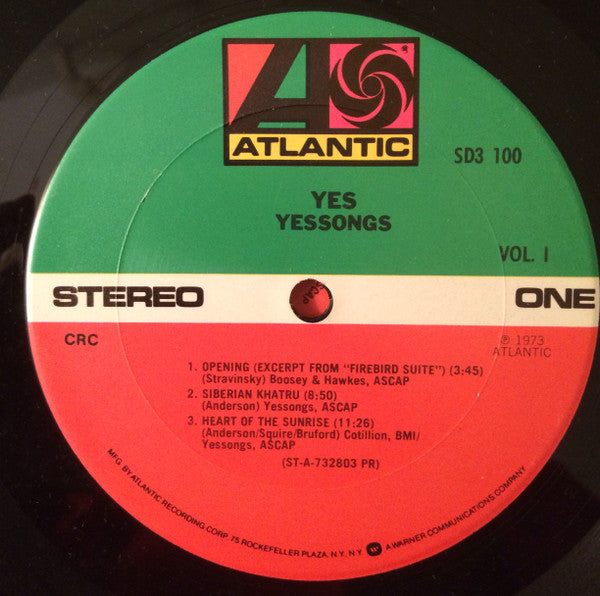 ATLANTIC
SD3 100
YES
YESSONGS
VOL. I
STEREO
ONE
CRC
℗ 1973
ATLANTIC
1. OPENING (EXCERPT FROM "FIREBIRD SUITE") (3:45)
(Stravinsky) Boosey & Hawkes, ASCAP
2. SIBERIAN KHATRU (8:50)
(Anderson) Yessongs, ASCAP
3. HEART OF THE SUNRISE (11:26)
(Anderson/Squire/Bruford) Cotillion, BMI/
Yessongs, ASCAP
(ST-A-732803 PR)
MFG. BY ATLANTIC RECORDING CORP. 75 ROCKEFELLER PLAZA, N.Y. N.Y. A WARNER COMMUNICATIONS COMPANY